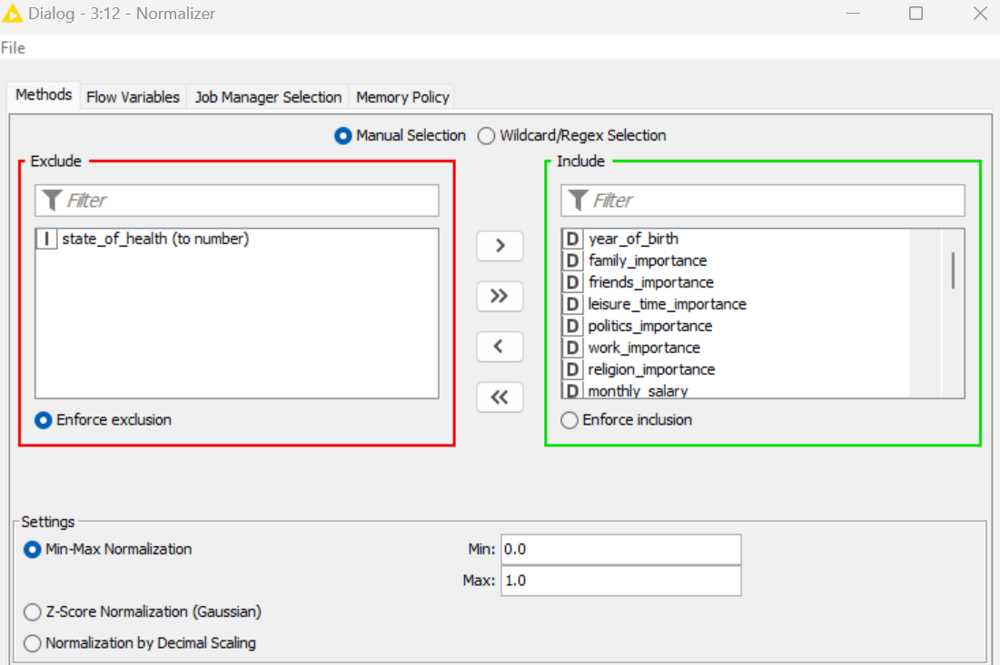 Dialog - 3:12 - Normalizer
File
Methods Flow Variables Job Manager Selection Memory Policy
Manual Selection Wildcard/Regex Selection
Exclude
Filter
I state_of_health (to number)
Enforce exclusion
>
>>
<
<<
Include
Filter
D year_of_birth
D family_importance
D friends_importance
D leisure_time_importance
D politics_importance
D work_importance
D religion_importance
D monthly_salary
Enforce inclusion
Settings
Min-Max Normalization
Min: 0.0
Max: 1.0
Z-Score Normalization (Gaussian)
Normalization by Decimal Scaling